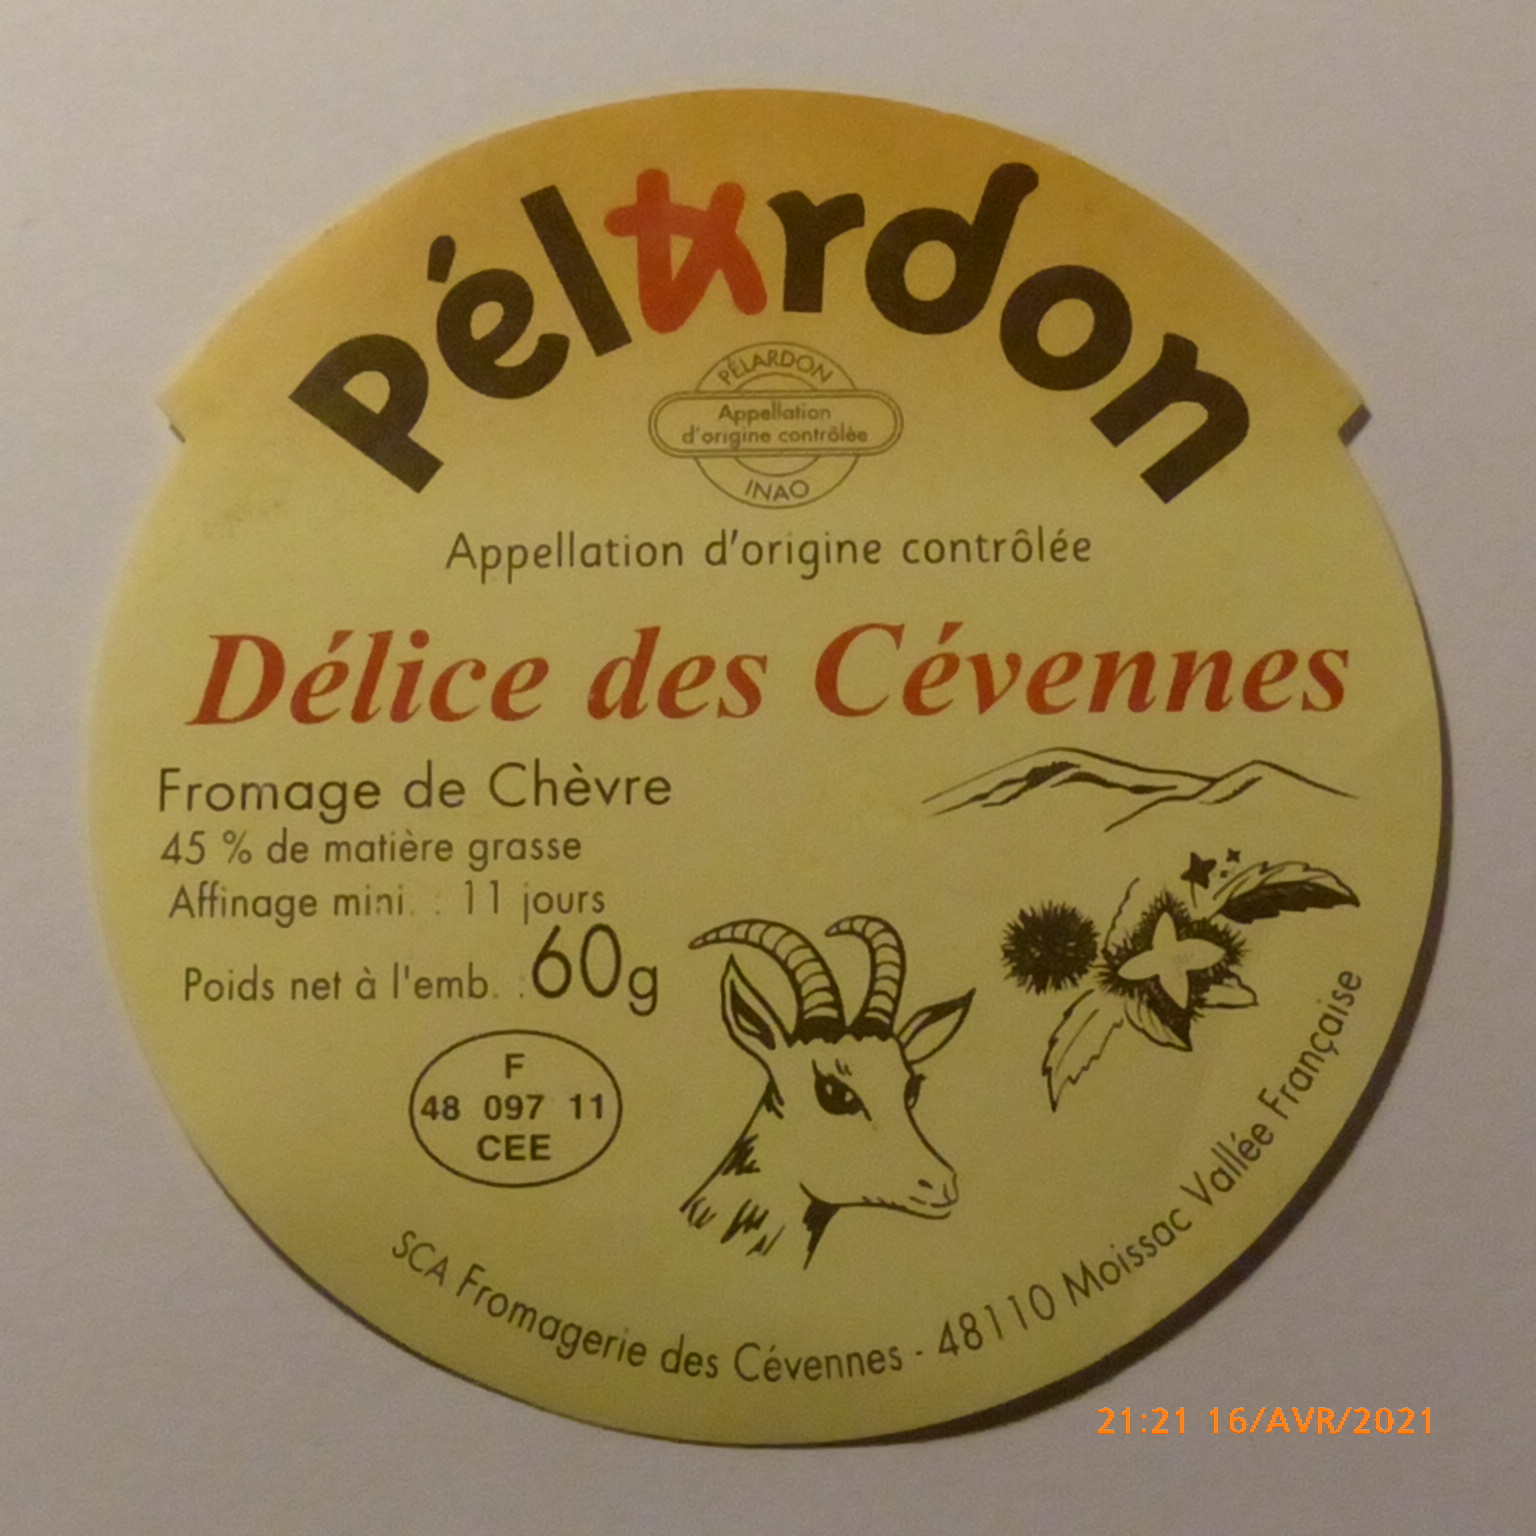 Pélardon
PÉLARDON
Appellation
d'origine contrôlée
INAO
Appellation d'origine contrôlée
Délice des Cévennes
Fromage de Chèvre
45 % de matière grasse
Affinage mini. : 11 jours
Poids net à l'emb. : 60g
F
48 097 11
CEE
SCA Fromagerie des Cévennes - 48110 Moissac Vallée Française
21:21 16/AVR/2021